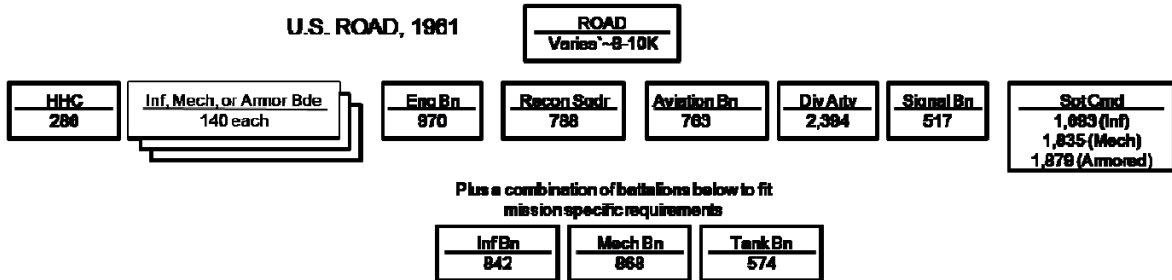 U.S. ROAD, 1961
ROAD
Varies ~8-10K
HHC
286
Inf, Mech, or Armor Bde
140 each
Eng Bn
970
Recon Sqdr
788
Aviation Bn
763
Div Arty
2,394
Signal Bn
517
Spt Cmd
1,693 (Inf)
1,835 (Mech)
1,879 (Armored)
Plus a combination of battalions below to fit
mission specific requirements
Inf Bn
842
Mech Bn
868
Tank Bn
574